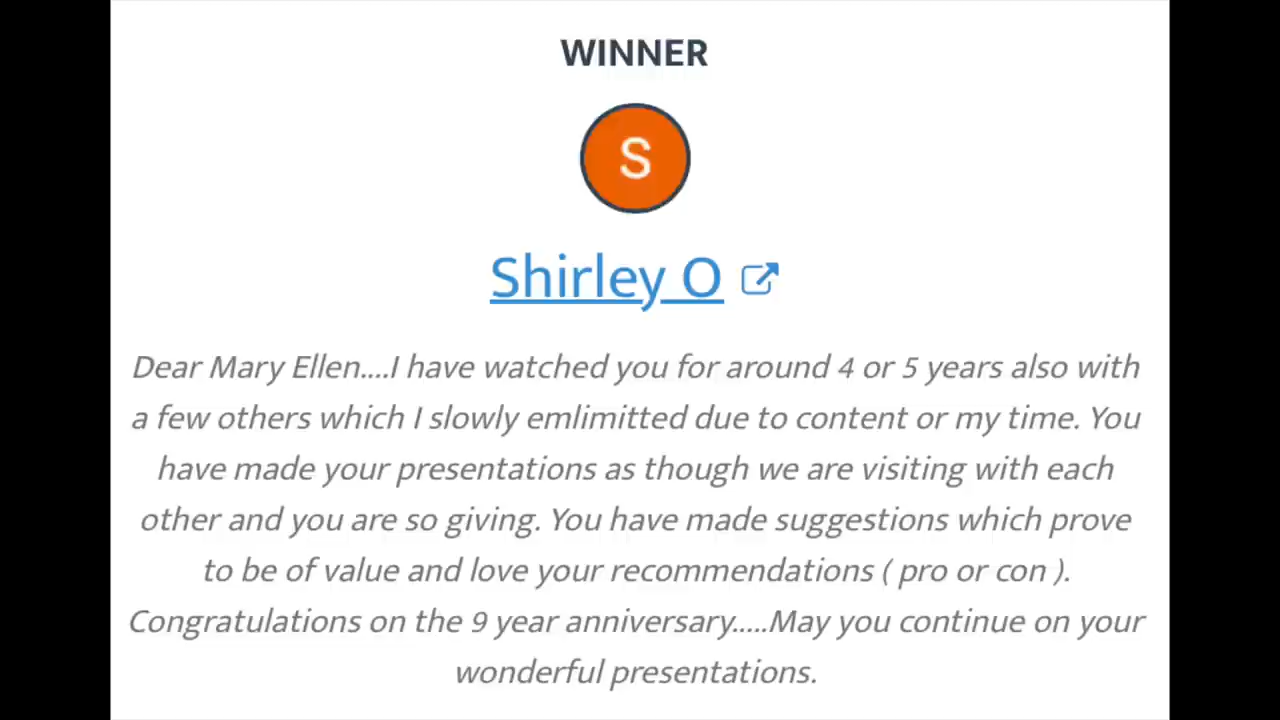 WINNER
S
Shirley O
Dear Mary Ellen....I have watched you for around 4 or 5 years also with
a few others which I slowly emlimitted due to content or my time. You
have made your presentations as though we are visiting with each
other and you are so giving. You have made suggestions which prove
to be of value and love your recommendations ( pro or con ).
Congratulations on the 9 year anniversary.....May you continue on your
wonderful presentations.